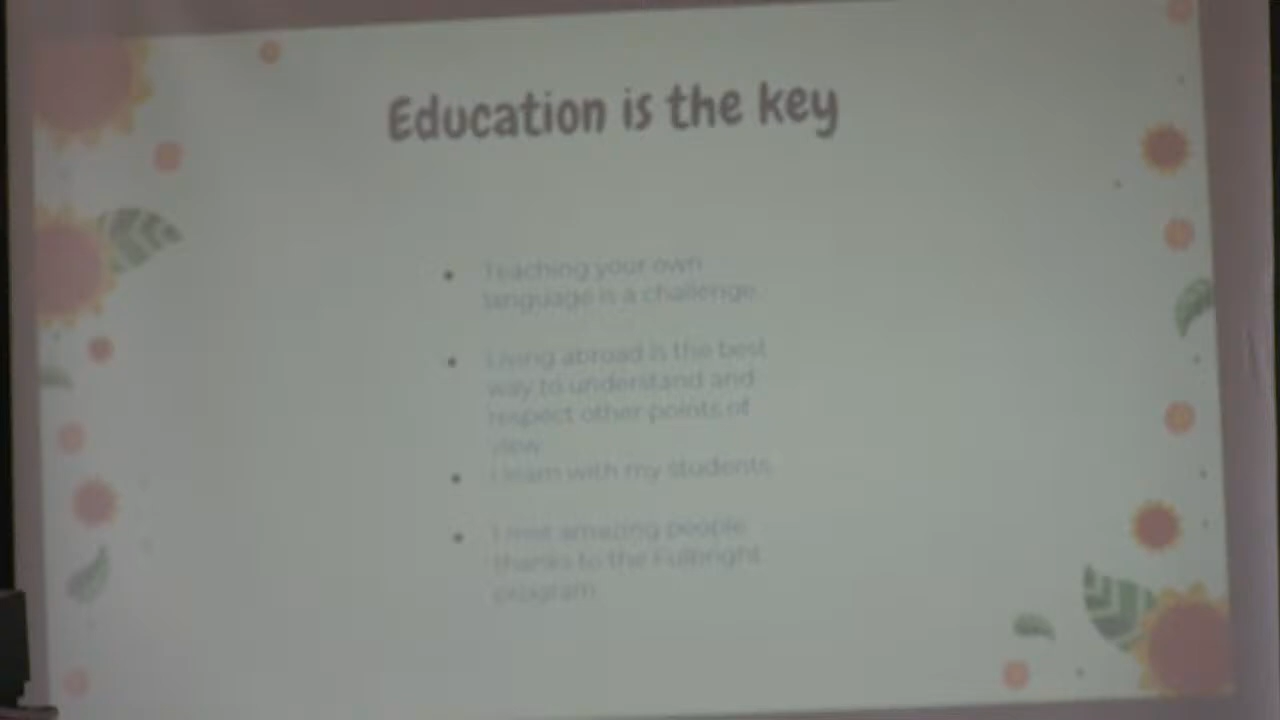 Education is the key
Teaching your own
language is a challenge.
Living abroad is the best
way to understand and
respect other points of
view
I learn with my students
I met amazing people
thanks to the Fulbright
program